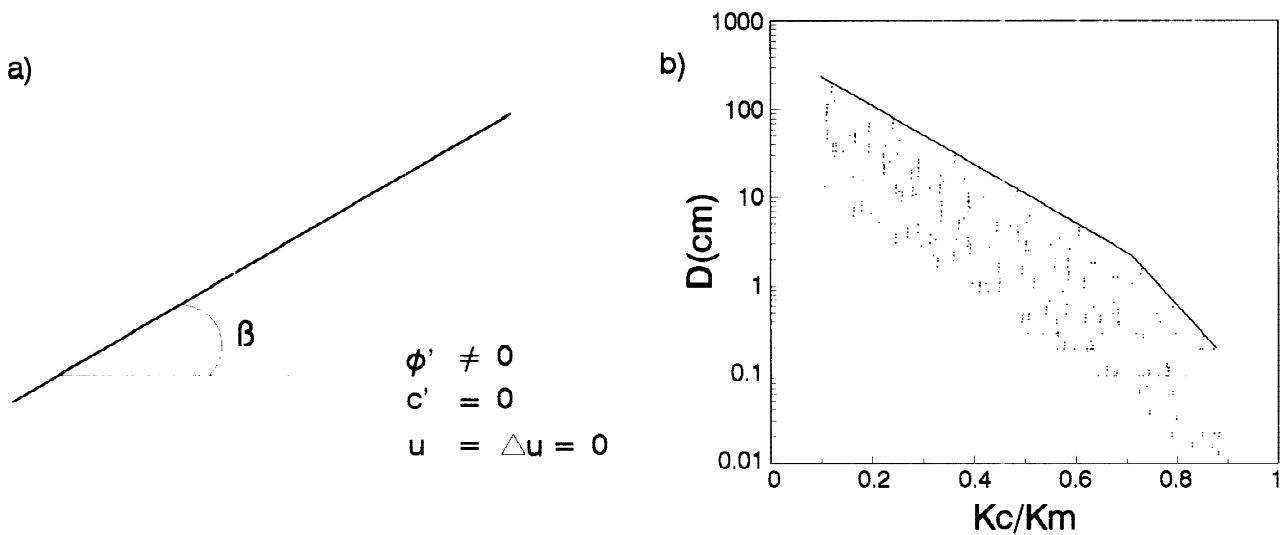 a)
β
ϕ' ≠ 0
c' = 0
u = △u = 0
b)
1000
100
10
1
0.1
0.01
D(cm)
0 0.2 0.4 0.6 0.8 1
Kc/Km